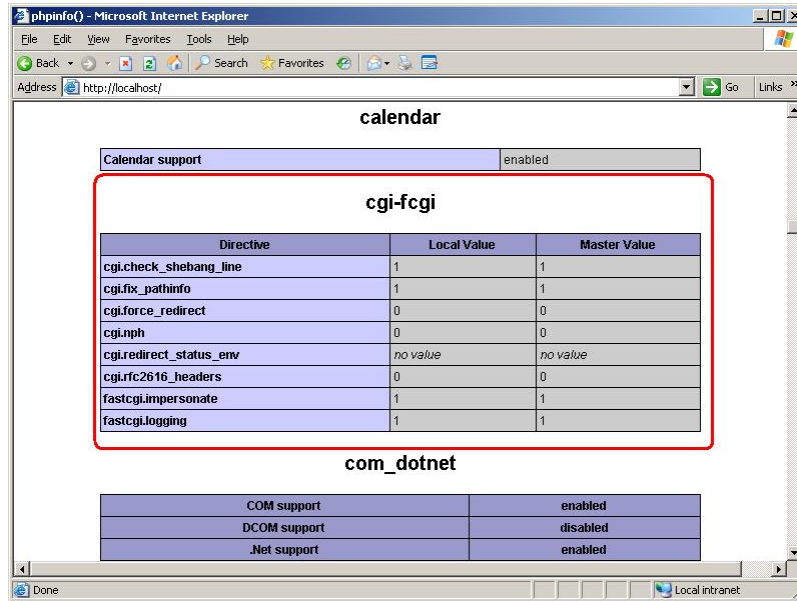 phpinfo() - Microsoft Internet Explorer
File Edit View Favorites Tools Help
Back Search Favorites
Address http://localhost/ Go Links »
calendar
Calendar support enabled
cgi-fcgi
Directive Local Value Master Value
cgi.check_shebang_line 1 1
cgi.fix_pathinfo 1 1
cgi.force_redirect 0 0
cgi.nph 0 0
cgi.redirect_status_env no value no value
cgi.rfc2616_headers 0 0
fastcgi.impersonate 1 1
fastcgi.logging 1 1
com_dotnet
COM support enabled
DCOM support disabled
.Net support enabled
Done Local intranet